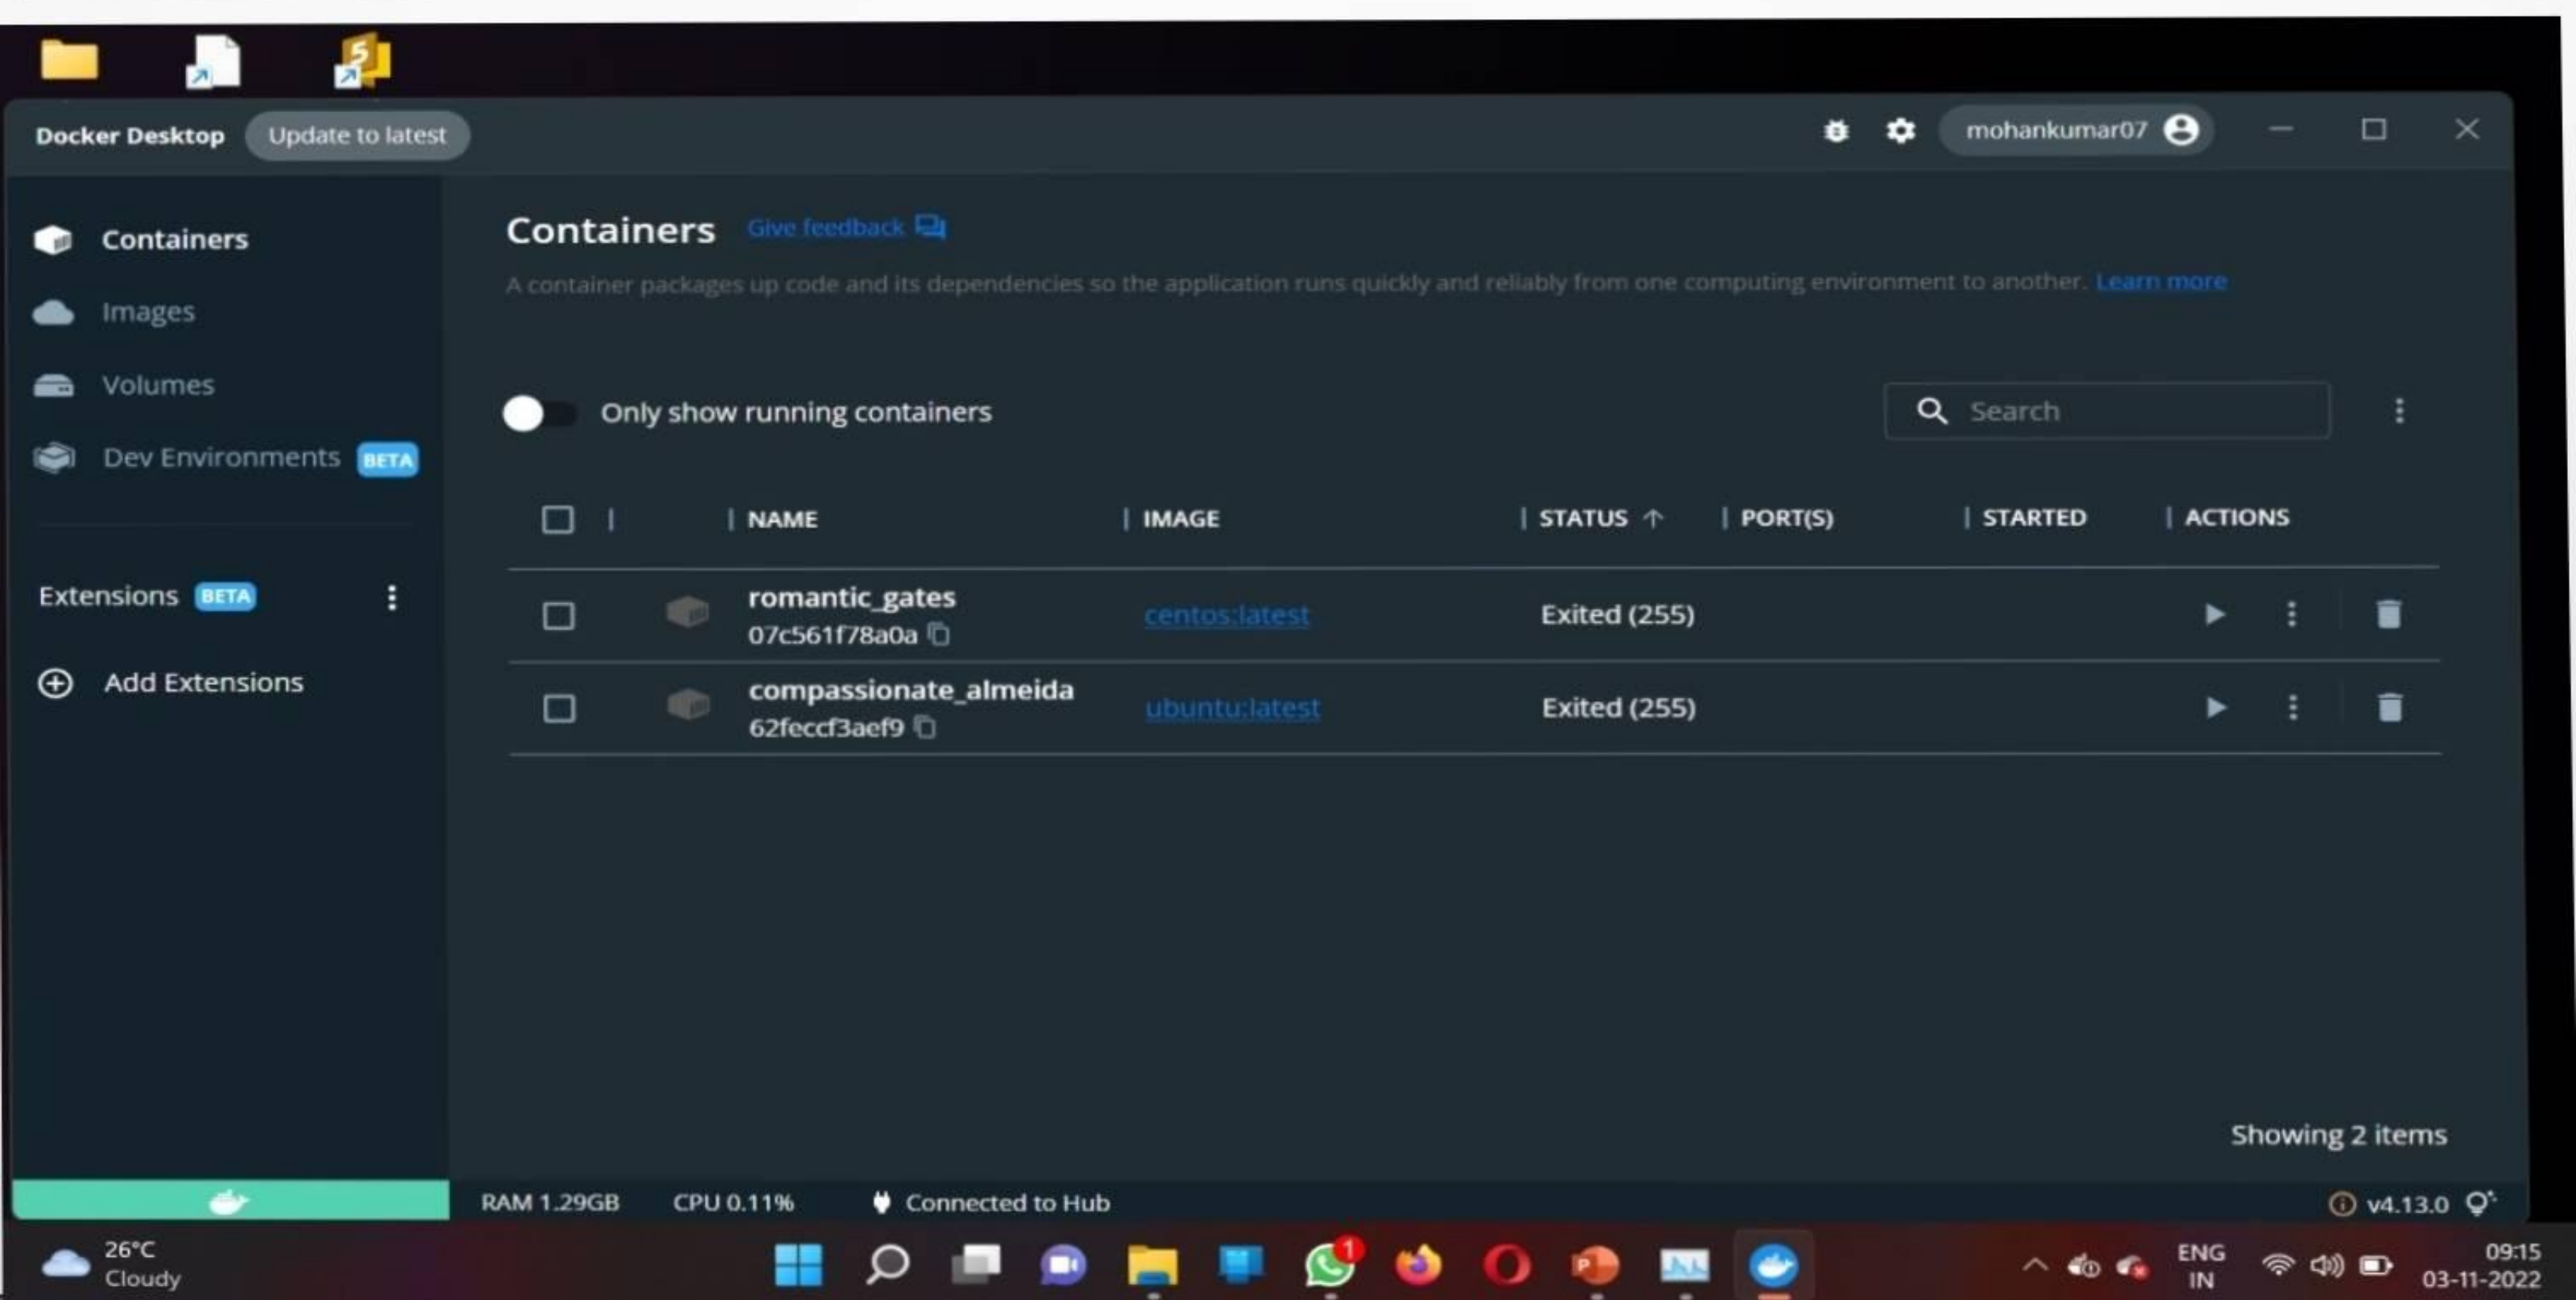 Docker Desktop
Update to latest
mohankumar07
Containers
Images
Volumes
Dev Environments BETA
Extensions BETA
Add Extensions
Containers Give feedback
A container packages up code and its dependencies so the application runs quickly and reliably from one computing environment to another. Learn more
Only show running containers
Search
NAME IMAGE STATUS PORT(S) STARTED ACTIONS
romantic_gates centos:latest Exited (255)
07c561f78a0a
compassionate_almeida ubuntu:latest Exited (255)
62feccf3aef9
Showing 2 items
RAM 1.29GB CPU 0.11% Connected to Hub v4.13.0
26°C
Cloudy
1
ENG
IN
09:15
03-11-2022